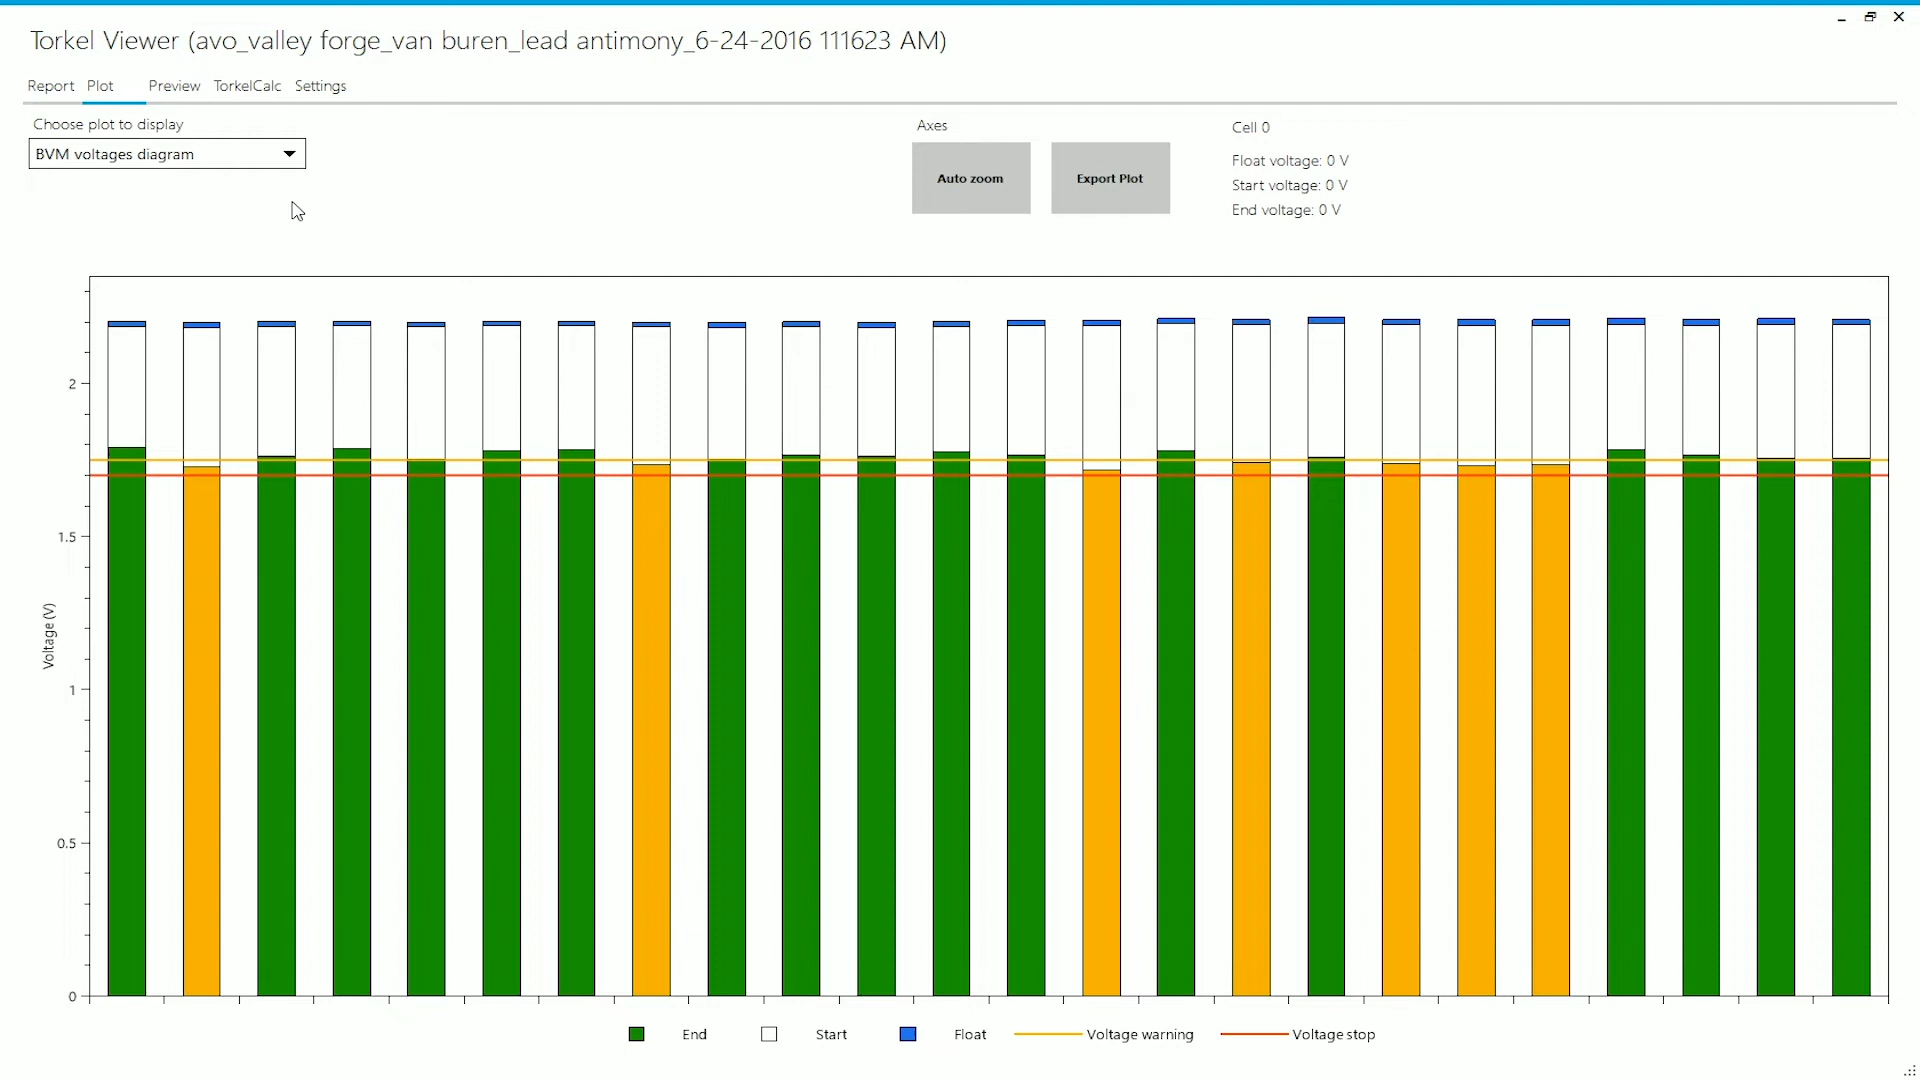 Torkel Viewer (avo_valley forge_van buren_lead antimony_6-24-2016 111623 AM)
Report Plot Preview TorkelCalc Settings
Choose plot to display
BVM voltages diagram
Axes
Auto zoom
Export Plot
Cell 0
Float voltage: 0 V
Start voltage: 0 V
End voltage: 0 V
2
1.5
1
0.5
0
Voltage (V)
End Start Float Voltage warning Voltage stop